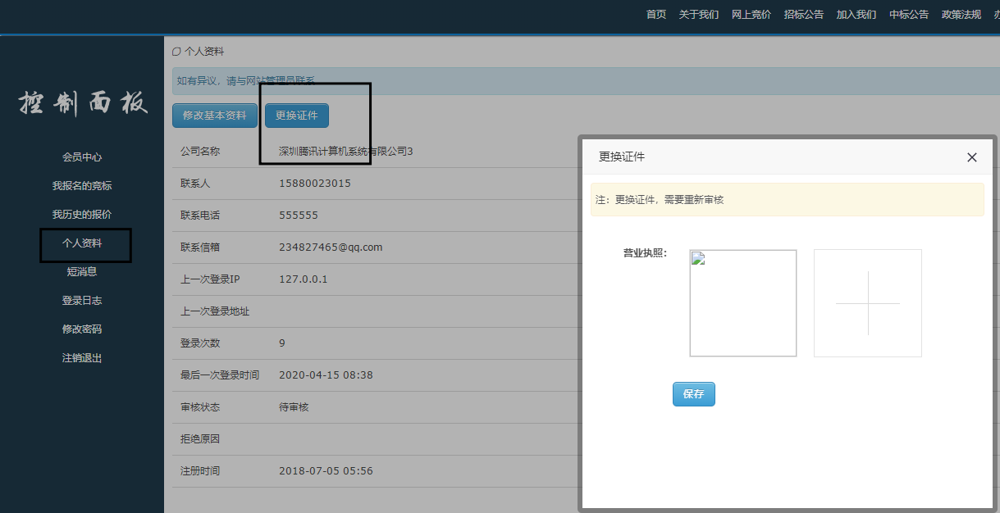 首页 关于我们 网上竞价 招标公告 加入我们 中标公告 政策法规
控制面板
会员中心
我报名的竞标
我历史的报价
个人资料
短消息
登录日志
修改密码
注销退出
个人资料
如有异议，请与网站管理员联系
修改基本资料 更换证件
公司名称 深圳腾讯计算机系统有限公司3
联系人 15880023015
联系电话 555555
联系信箱 234827465@qq.com
上一次登录IP 127.0.0.1
上一次登录地址
登录次数 9
最后一次登录时间 2020-04-15 08:38
审核状态 待审核
拒绝原因
注册时间 2018-07-05 05:56
更换证件
注：更换证件，需要重新审核
营业执照：
保存